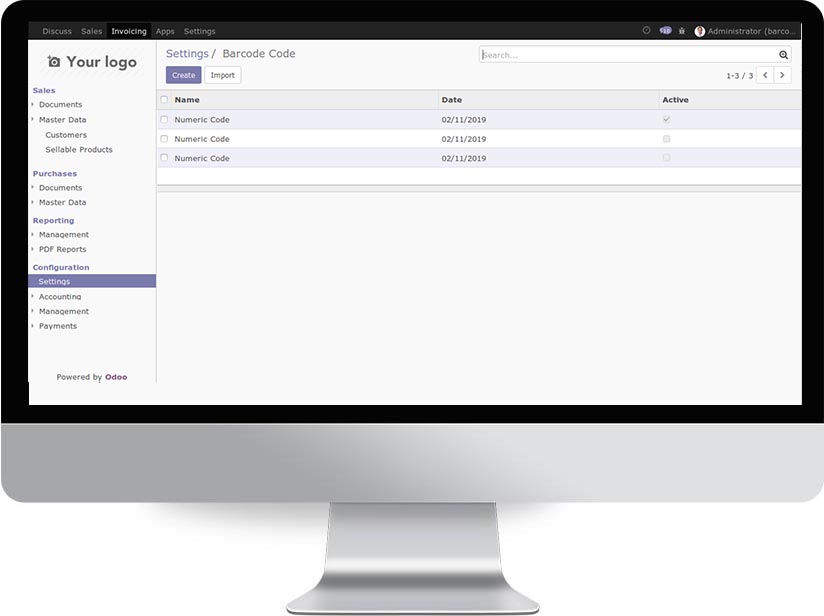 Discuss Sales Invoicing Apps Settings Administrator (barco...
Your logo
Sales
Documents
Master Data
Customers
Sellable Products
Purchases
Documents
Master Data
Reporting
Management
PDF Reports
Configuration
Settings
Accounting
Management
Payments
Powered by Odoo
Settings / Barcode Code
Search...
Create Import
1-3 / 3
Name Date Active
Numeric Code 02/11/2019
Numeric Code 02/11/2019
Numeric Code 02/11/2019